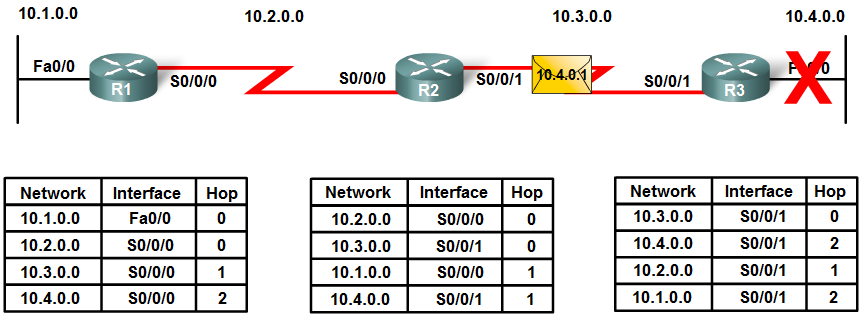 10.1.0.0 10.2.0.0 10.3.0.0 10.4.0.0
Fa0/0 R1 S0/0/0 S0/0/0 R2 S0/0/1 10.4.0.1 S0/0/1 R3 Fa0/0
Network Interface Hop
10.1.0.0 Fa0/0 0
10.2.0.0 S0/0/0 0
10.3.0.0 S0/0/0 1
10.4.0.0 S0/0/0 2
Network Interface Hop
10.2.0.0 S0/0/0 0
10.3.0.0 S0/0/1 0
10.1.0.0 S0/0/0 1
10.4.0.0 S0/0/1 1
Network Interface Hop
10.3.0.0 S0/0/1 0
10.4.0.0 S0/0/1 2
10.2.0.0 S0/0/1 1
10.1.0.0 S0/0/1 2